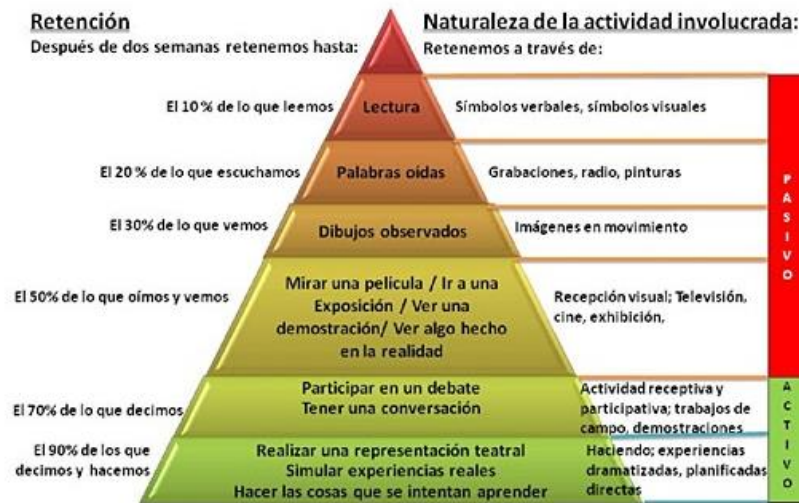 Retención
Después de dos semanas retenemos hasta:
Naturaleza de la actividad involucrada:
Retenemos a través de:
El 10 % de lo que leemos
Lectura
Símbolos verbales, símbolos visuales
El 20 % de lo que escuchamos
Palabras oídas
Grabaciones, radio, pinturas
El 30% de lo que vemos
Dibujos observados
Imágenes en movimiento
El 50% de lo que oímos y vemos
Mirar una película / Ir a una
Exposición / Ver una
demostración/ Ver algo hecho
en la realidad
Recepción visual; Televisión,
cine, exhibición,
PASIVO
El 70% de lo que decimos
Participar en un debate
Tener una conversación
Actividad receptiva y
participativa; trabajos de
campo, demostraciones
El 90% de los que
decimos y hacemos
Realizar una representación teatral
Simular experiencias reales
Hacer las cosas que se intentan aprender
Haciendo; experiencias
dramatizadas, planificadas
directas
ACTIVO